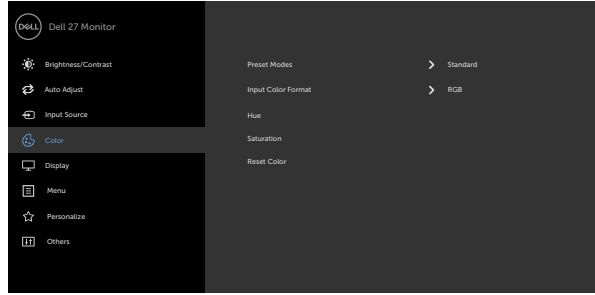 DELL Dell 27 Monitor
Brightness/Contrast
Auto Adjust
Input Source
Color
Display
Menu
Personalize
Others
Preset Modes Standard
Input Color Format RGB
Hue
Saturation
Reset Color